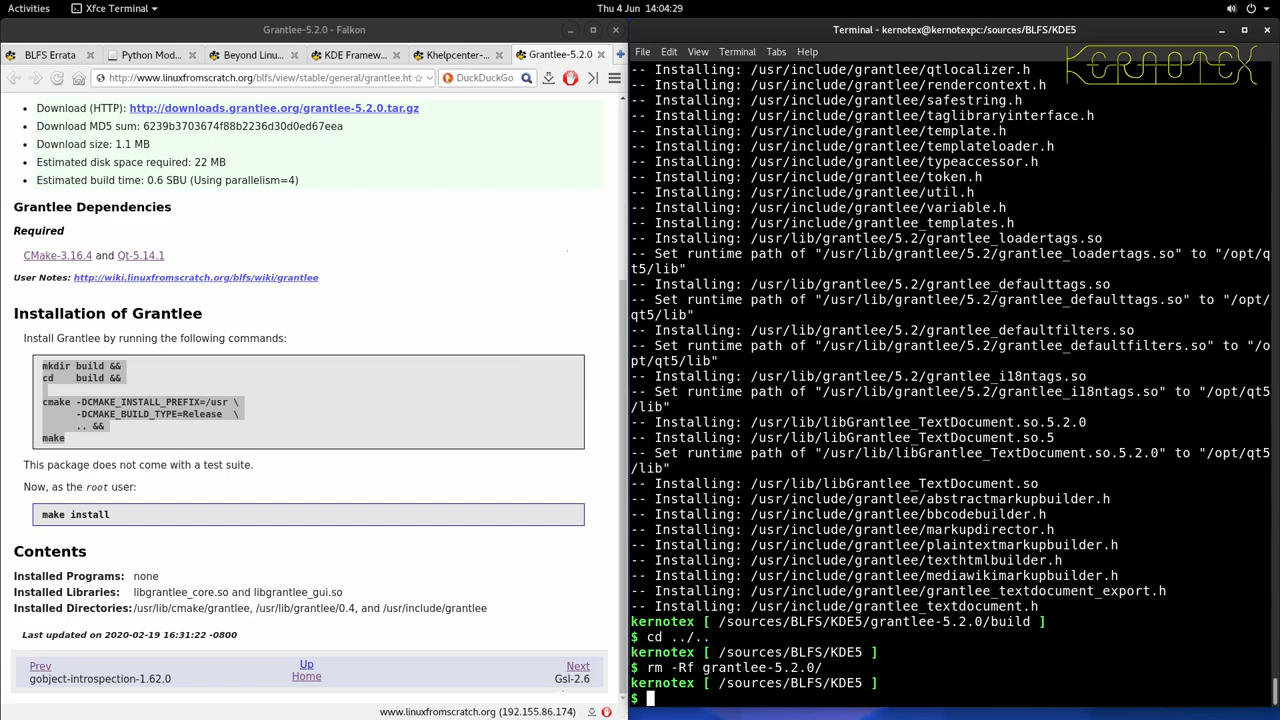 Activities
Xfce Terminal
Thu 4 Jun 14:04:29
Grantlee-5.2.0 - Falkon
BLFS Errata
Python Mod...
Beyond Linu...
KDE Framew...
Khelpcenter-...
Grantlee-5.2.0
http://www.linuxfromscratch.org/blfs/view/stable/general/grantlee.ht
DuckDuckGo
Download (HTTP): http://downloads.grantlee.org/grantlee-5.2.0.tar.gz
Download MD5 sum: 6239b3703674f88b2236d30d0ed67eea
Download size: 1.1 MB
Estimated disk space required: 22 MB
Estimated build time: 0.6 SBU (Using parallelism=4)
Grantlee Dependencies
Required
CMake-3.16.4 and Qt-5.14.1
User Notes: http://wiki.linuxfromscratch.org/blfs/wiki/grantlee
Installation of Grantlee
Install Grantlee by running the following commands:
mkdir build &&
cd    build &&
cmake -DCMAKE_INSTALL_PREFIX=/usr \
-DCMAKE_BUILD_TYPE=Release  \
.. &&
make
This package does not come with a test suite.
Now, as the root user:
make install
Contents
Installed Programs: none
Installed Libraries: libgrantlee_core.so and libgrantlee_gui.so
Installed Directories: /usr/lib/cmake/grantlee, /usr/lib/grantlee/0.4, and /usr/include/grantlee
Last updated on 2020-02-19 16:31:22 -0800
Prev
Up
Next
gobject-introspection-1.62.0
Home
Gsl-2.6
www.linuxfromscratch.org (192.155.86.174)
Terminal - kernotex@kernotexpc:/sources/BLFS/KDE5
File Edit View Terminal Tabs Help
KERNOTEX
-- Installing: /usr/include/grantlee/qtlocalizer.h
-- Installing: /usr/include/grantlee/rendercontext.h
-- Installing: /usr/include/grantlee/safestring.h
-- Installing: /usr/include/grantlee/taglibraryinterface.h
-- Installing: /usr/include/grantlee/template.h
-- Installing: /usr/include/grantlee/templateloader.h
-- Installing: /usr/include/grantlee/typeaccessor.h
-- Installing: /usr/include/grantlee/token.h
-- Installing: /usr/include/grantlee/util.h
-- Installing: /usr/include/grantlee/variable.h
-- Installing: /usr/include/grantlee_templates.h
-- Installing: /usr/lib/grantlee/5.2/grantlee_loadertags.so
-- Set runtime path of "/usr/lib/grantlee/5.2/grantlee_loadertags.so" to "/opt/q
t5/lib"
-- Installing: /usr/lib/grantlee/5.2/grantlee_defaulttags.so
-- Set runtime path of "/usr/lib/grantlee/5.2/grantlee_defaulttags.so" to "/opt/
qt5/lib"
-- Installing: /usr/lib/grantlee/5.2/grantlee_defaultfilters.so
-- Set runtime path of "/usr/lib/grantlee/5.2/grantlee_defaultfilters.so" to "/o
pt/qt5/lib"
-- Installing: /usr/lib/grantlee/5.2/grantlee_i18ntags.so
-- Set runtime path of "/usr/lib/grantlee/5.2/grantlee_i18ntags.so" to "/opt/qt5
/lib"
-- Installing: /usr/lib/libGrantlee_TextDocument.so.5.2.0
-- Installing: /usr/lib/libGrantlee_TextDocument.so.5
-- Set runtime path of "/usr/lib/libGrantlee_TextDocument.so.5.2.0" to "/opt/qt5
/lib"
-- Installing: /usr/lib/libGrantlee_TextDocument.so
-- Installing: /usr/include/grantlee/abstractmarkupbuilder.h
-- Installing: /usr/include/grantlee/bbcodebuilder.h
-- Installing: /usr/include/grantlee/markupdirector.h
-- Installing: /usr/include/grantlee/plaintextmarkupbuilder.h
-- Installing: /usr/include/grantlee/texthtmlbuilder.h
-- Installing: /usr/include/grantlee/mediawikimarkupbuilder.h
-- Installing: /usr/include/grantlee/grantlee_textdocument_export.h
-- Installing: /usr/include/grantlee_textdocument.h
kernotex [ /sources/BLFS/KDE5/grantlee-5.2.0/build ]
$ cd ../..
kernotex [ /sources/BLFS/KDE5 ]
$ rm -Rf grantlee-5.2.0/
kernotex [ /sources/BLFS/KDE5 ]
$